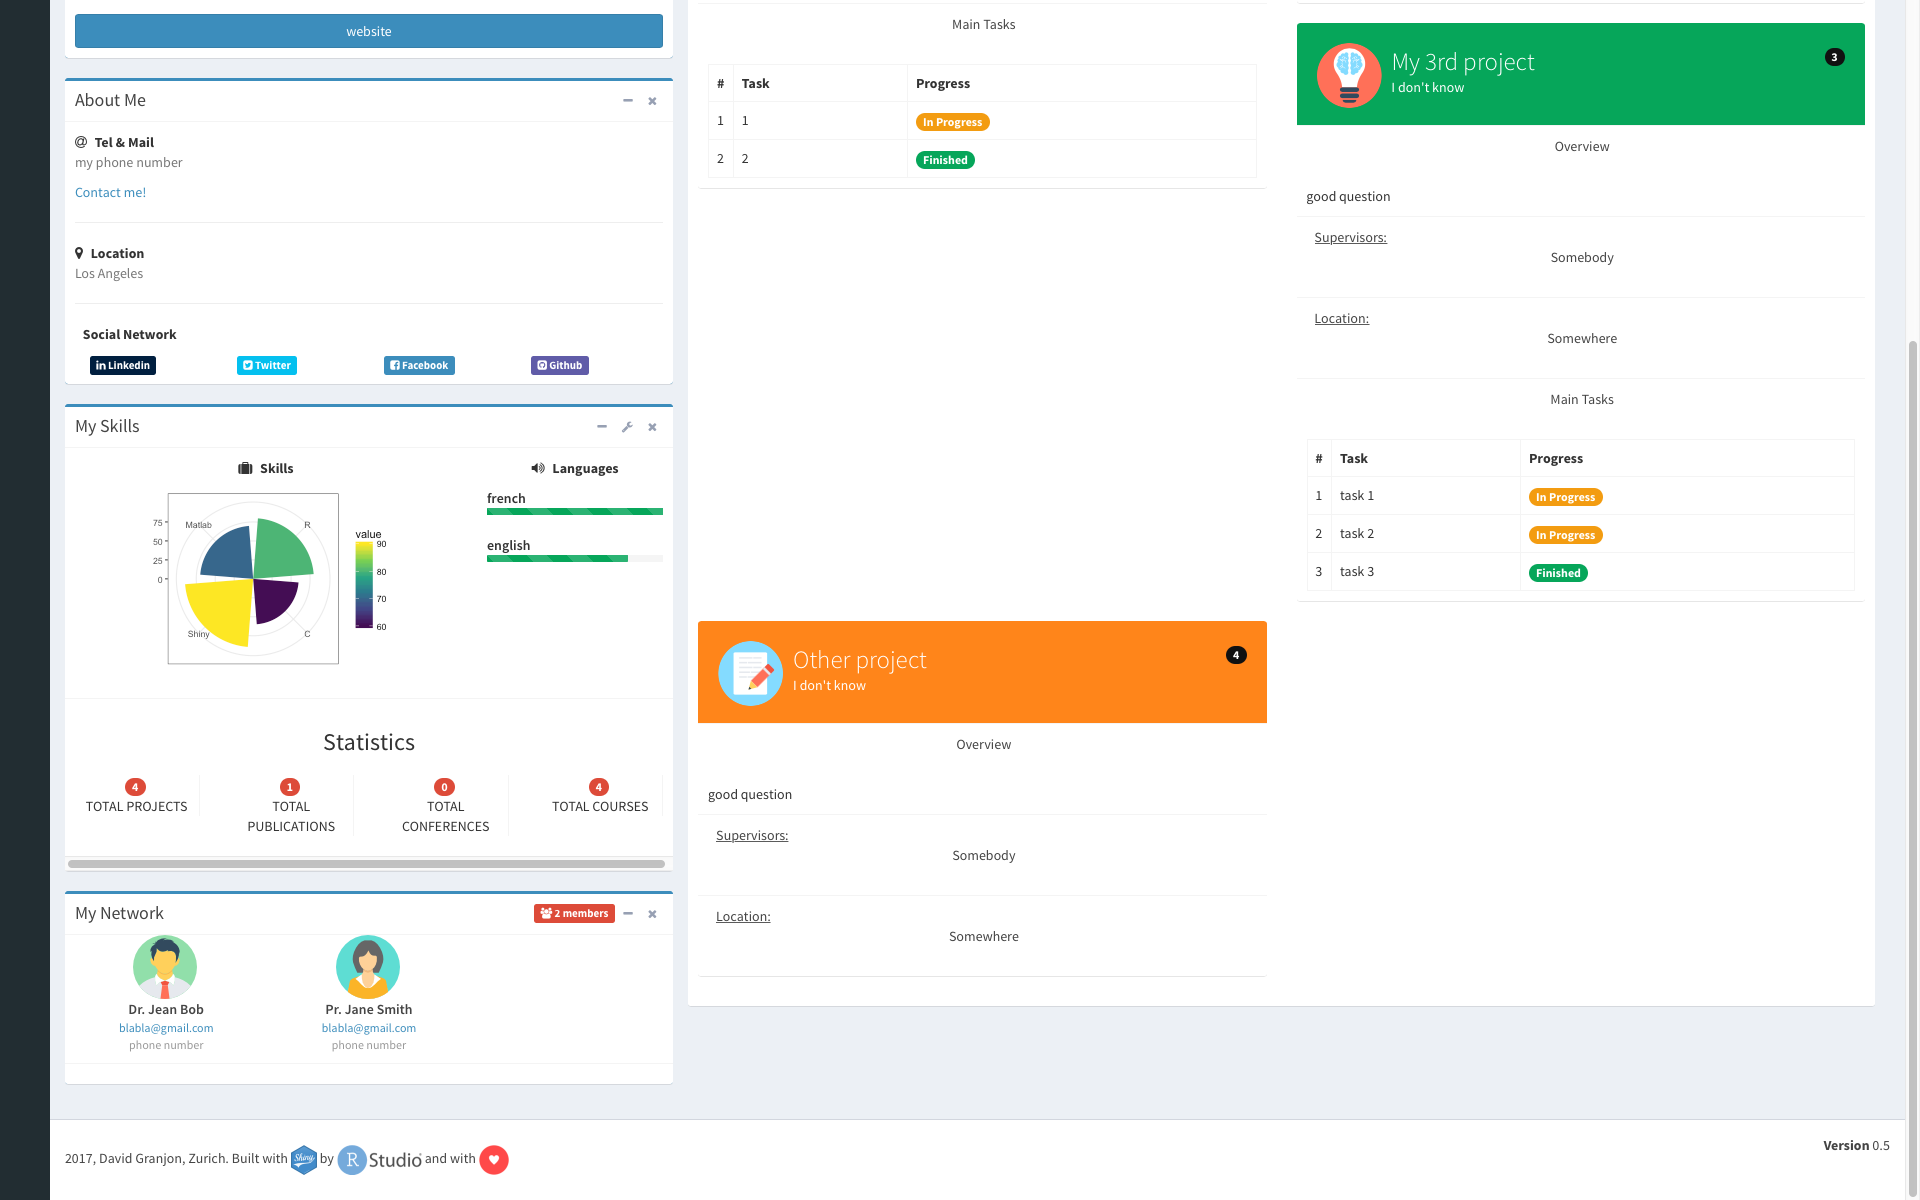 website
About Me
Tel & Mail
my phone number
Contact me!
Location
Los Angeles
Social Network
Linkedin Twitter Facebook Github
My Skills
Skills
75
50
25
0
Matlab R
Shiny C
value
90
80
70
60
Languages
french
english
Statistics
4 1 0 4
TOTAL PROJECTS TOTAL PUBLICATIONS TOTAL CONFERENCES TOTAL COURSES
My Network 2 members
Dr. Jean Bob Pr. Jane Smith
blabla@gmail.com blabla@gmail.com
phone number phone number
Main Tasks
# Task Progress
1 1 In Progress
2 2 Finished
Other project 4
I don't know
Overview
good question
Supervisors:
Somebody
Location:
Somewhere
My 3rd project 3
I don't know
Overview
good question
Supervisors:
Somebody
Location:
Somewhere
Main Tasks
# Task Progress
1 task 1 In Progress
2 task 2 In Progress
3 task 3 Finished
2017, David Granjon, Zurich. Built with Shiny by R Studio and with
Version 0.5